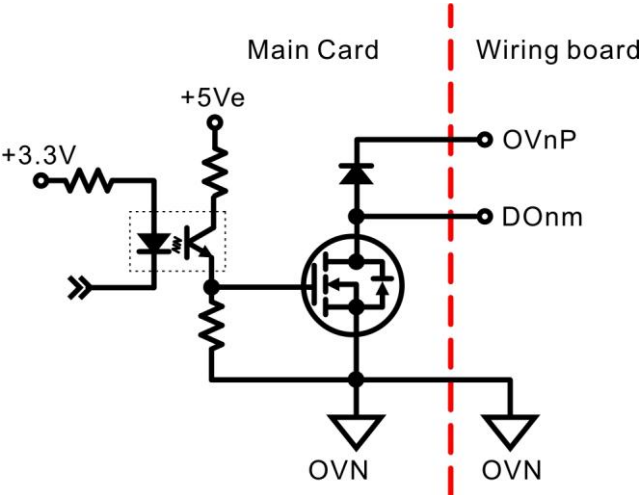 Main Card
Wiring board
+5Ve
+3.3V
OVnP
DOnm
OVN
OVN